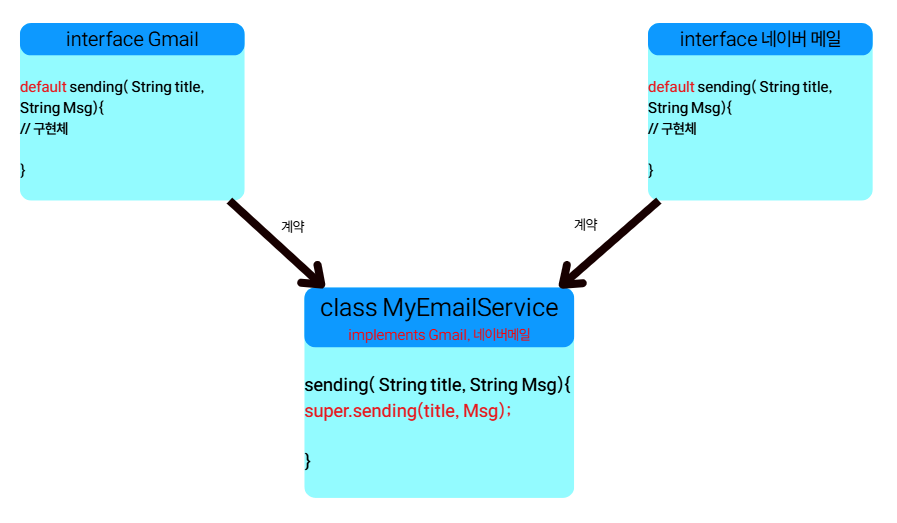 interface Gmail
default sending( String title,
String Msg){
// 구현체
}
interface 네이버 메일
default sending( String title,
String Msg){
// 구현체
}
계약
계약
class MyEmailService
implements Gmail, 네이버메일
sending( String title, String Msg){
super.sending(title, Msg);
}